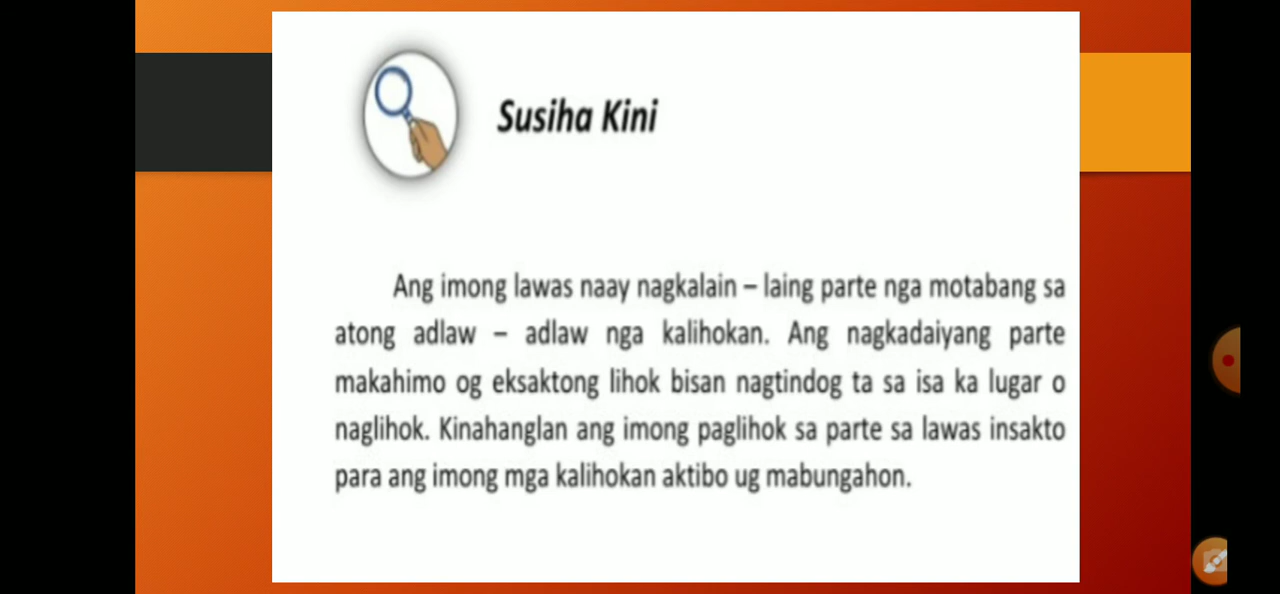 Susiha Kini
Ang imong lawas naay nagkalain – laing parte nga motabang sa
atong adlaw – adlaw nga kalihokan. Ang nagkadaiyang parte
makahimo og eksaktong lihok bisan nagtindog ta sa isa ka lugar o
naglihok. Kinahanglan ang imong paglihok sa parte sa lawas insakto
para ang imong mga kalihokan aktibo ug mabungahon.